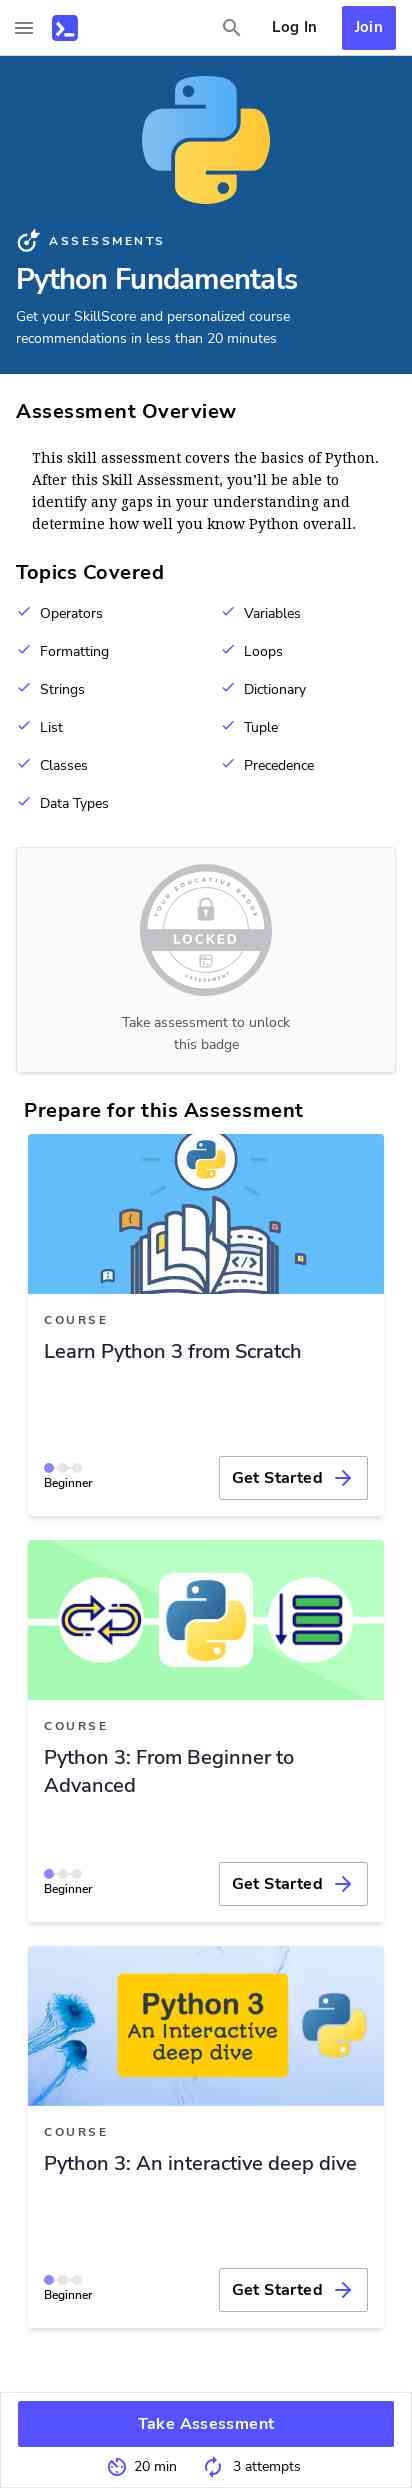 Log In
Join
ASSESSMENTS
Python Fundamentals
Get your SkillScore and personalized course
recommendations in less than 20 minutes
Assessment Overview
This skill assessment covers the basics of Python.
After this Skill Assessment, you’ll be able to
identify any gaps in your understanding and
determine how well you know Python overall.
Topics Covered
Operators
Variables
Formatting
Loops
Strings
Dictionary
List
Tuple
Classes
Precedence
Data Types
YOUR EDUCATIVE BADGE
LOCKED
ASSESSMENT
Take assessment to unlock
this badge
Prepare for this Assessment
COURSE
Learn Python 3 from Scratch
Beginner
Get Started
COURSE
Python 3: From Beginner to
Advanced
Beginner
Get Started
Python 3
An Interactive
deep dive
COURSE
Python 3: An interactive deep dive
Beginner
Get Started
Take Assessment
20 min
3 attempts